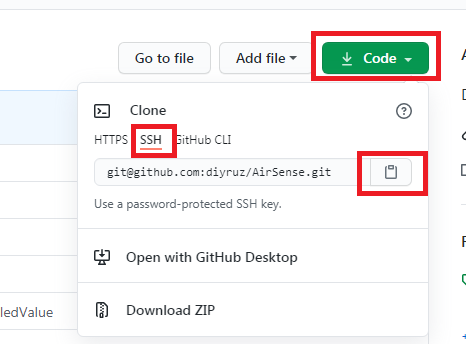 Go to file
Add file
Code
Clone
HTTPS SSH GitHub CLI
git@github.com:diyruz/AirSense.git
Use a password-protected SSH key.
Open with GitHub Desktop
Download ZIP
ledValue